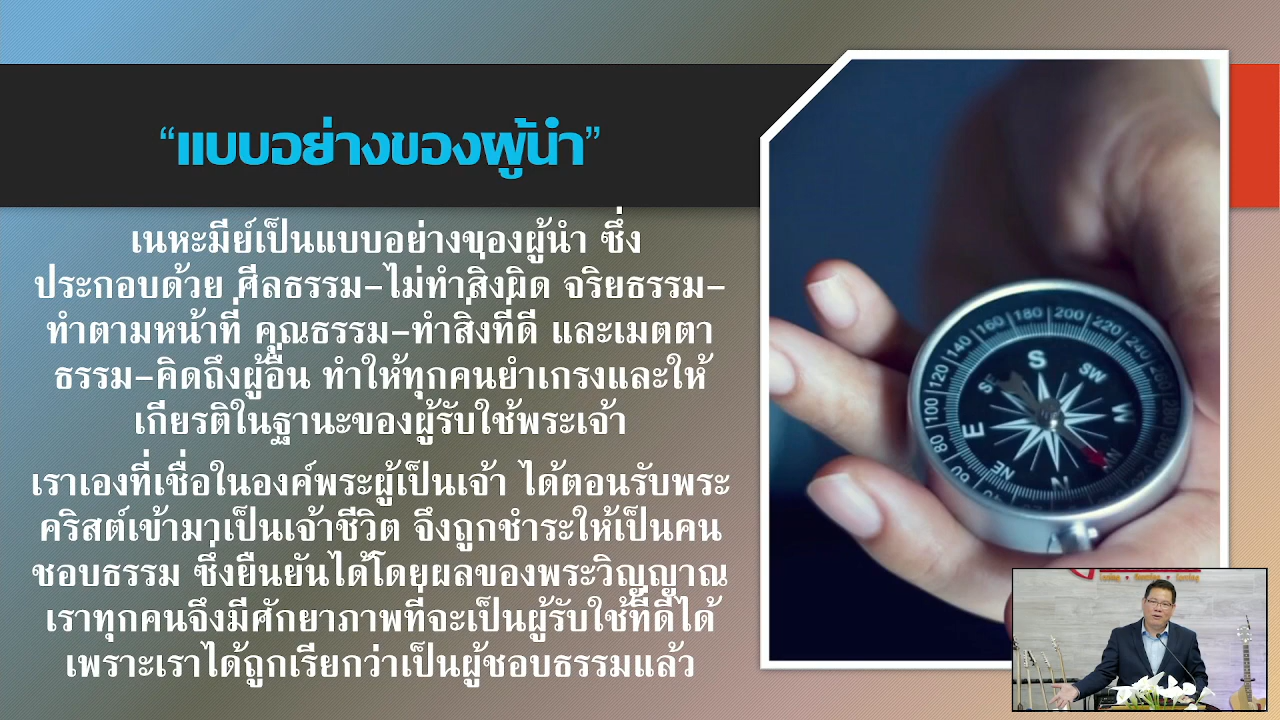 “แบบอย่างของผู้นำ”
เนหะมีย์เป็นแบบอย่างของผู้นำ ซึ่ง
ประกอบด้วย ศีลธรรม-ไม่ทำสิ่งผิด จริยธรรม-
ทำตามหน้าที่ คุณธรรม-ทำสิ่งที่ดี และเมตตา
ธรรม-คิดถึงผู้อื่น ทำให้ทุกคนยำเกรงและให้
เกียรติในฐานะของผู้รับใช้พระเจ้า
เราเองที่เชื่อในองค์พระผู้เป็นเจ้า ได้ตอนรับพระ
คริสต์เข้ามาเป็นเจ้าชีวิต จึงถูกชำระให้เป็นคน
ชอบธรรม ซึ่งยืนยันได้โดยผลของพระวิญญาณ
เราทุกคนจึงมีศักยาภาพที่จะเป็นผู้รับใช้ที่ดีได้
เพราะเราได้ถูกเรียกว่าเป็นผู้ชอบธรรมแล้ว
80 100 120 140 160 180 200 220 240
S SW W N NE E SE